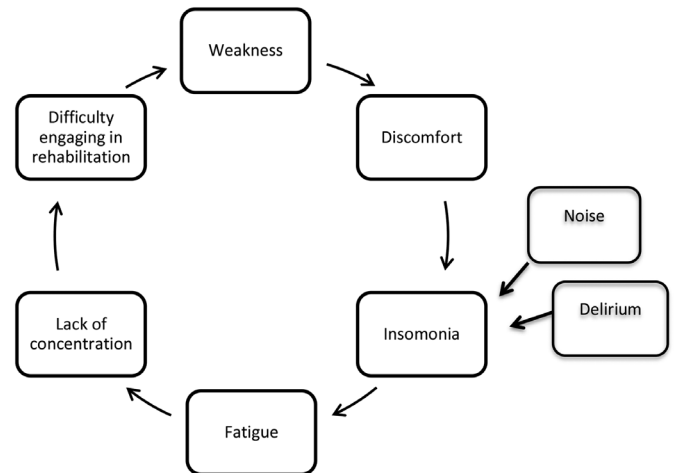 Weakness
Discomfort
Noise
Delirium
Insomonia
Fatigue
Lack of
concentration
Difficulty
engaging in
rehabilitation